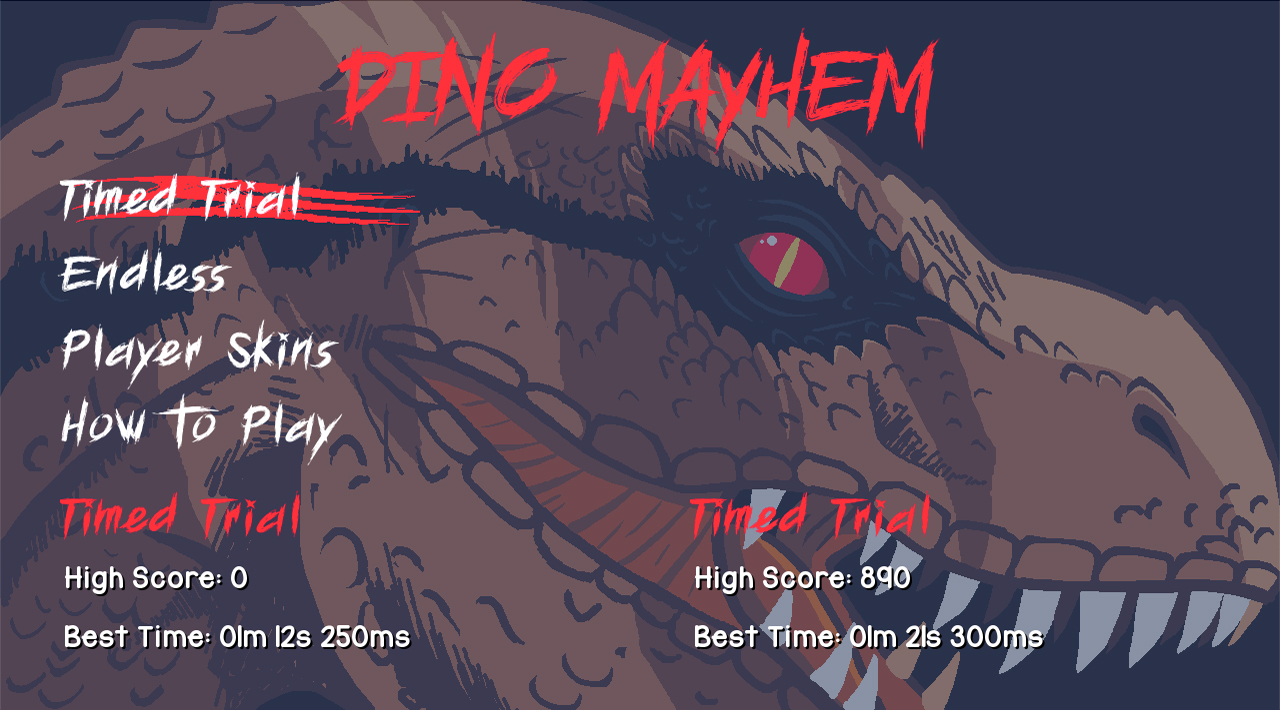 DINO MAYHEM
Timed Trial
Endless
Player Skins
How To Play
Timed Trial
High Score: 0
Best Time: 01m 12s 250ms
Timed Trial
High Score: 890
Best Time: 01m 21s 300ms